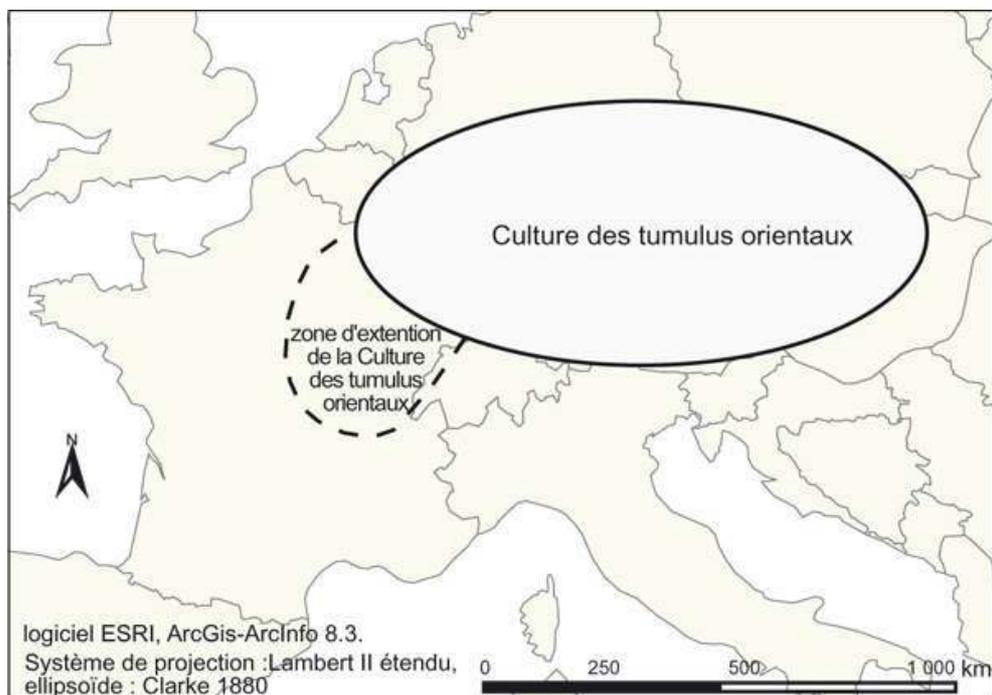 Culture des tumulus orientaux
zone d'extention
de la Culture
des tumulus
orientaux
N
logiciel ESRI, ArcGis-ArcInfo 8.3.
Système de projection :Lambert II étendu,
ellipsoïde : Clarke 1880
0 250 500 1 000 km